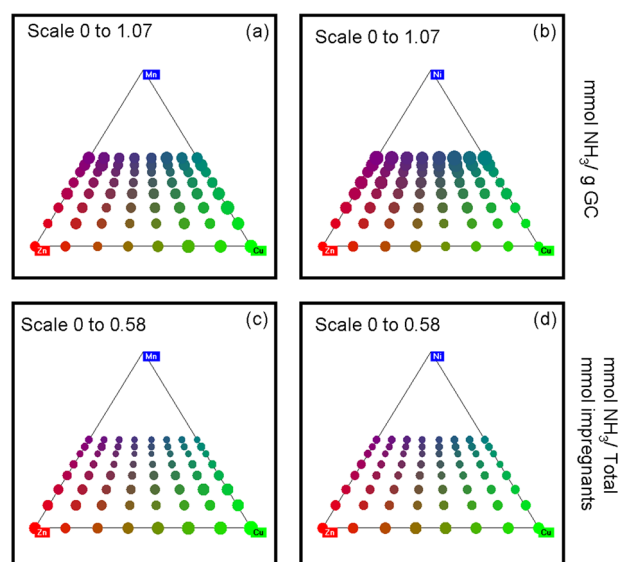 Scale 0 to 1.07
(a)
Mn
Zn
Cu
Scale 0 to 1.07
(b)
Ni
Zn
Cu
mmol NH3/ g GC
Scale 0 to 0.58
(c)
Mn
Zn
Cu
Scale 0 to 0.58
(d)
Ni
Zn
Cu
mmol NH3/ Total
mmol impregnants